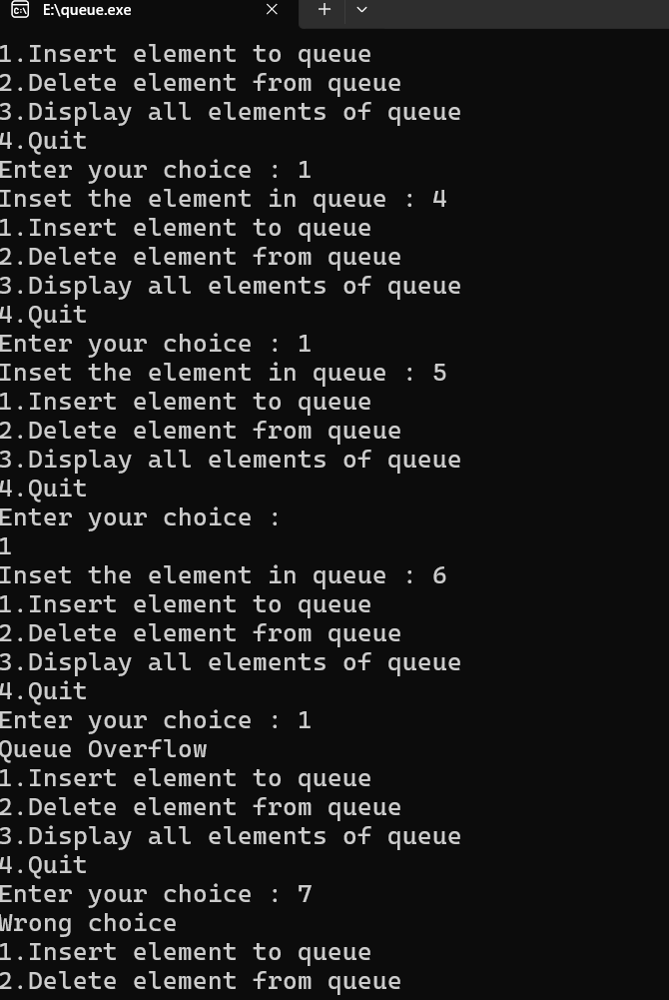 E:\queue.exe
1.Insert element to queue
2.Delete element from queue
3.Display all elements of queue
4.Quit
Enter your choice : 1
Inset the element in queue : 4
1.Insert element to queue
2.Delete element from queue
3.Display all elements of queue
4.Quit
Enter your choice : 1
Inset the element in queue : 5
1.Insert element to queue
2.Delete element from queue
3.Display all elements of queue
4.Quit
Enter your choice :
1
Inset the element in queue : 6
1.Insert element to queue
2.Delete element from queue
3.Display all elements of queue
4.Quit
Enter your choice : 1
Queue Overflow
1.Insert element to queue
2.Delete element from queue
3.Display all elements of queue
4.Quit
Enter your choice : 7
Wrong choice
1.Insert element to queue
2.Delete element from queue